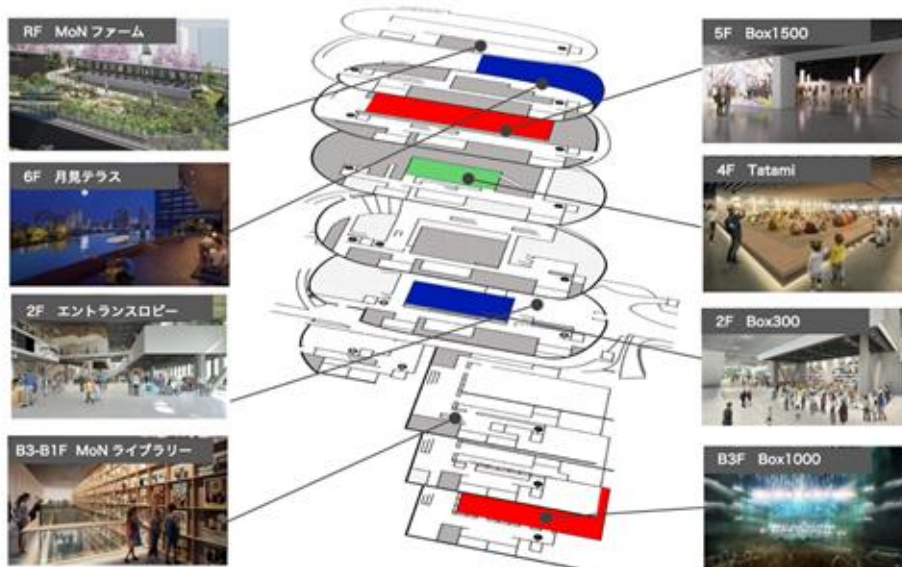 RF MoN ファーム
6F 月見テラス
2F エントランスロビー
B3-B1F MoN ライブラリー
5F Box1500
4F Tatami
2F Box300
B3F Box1000